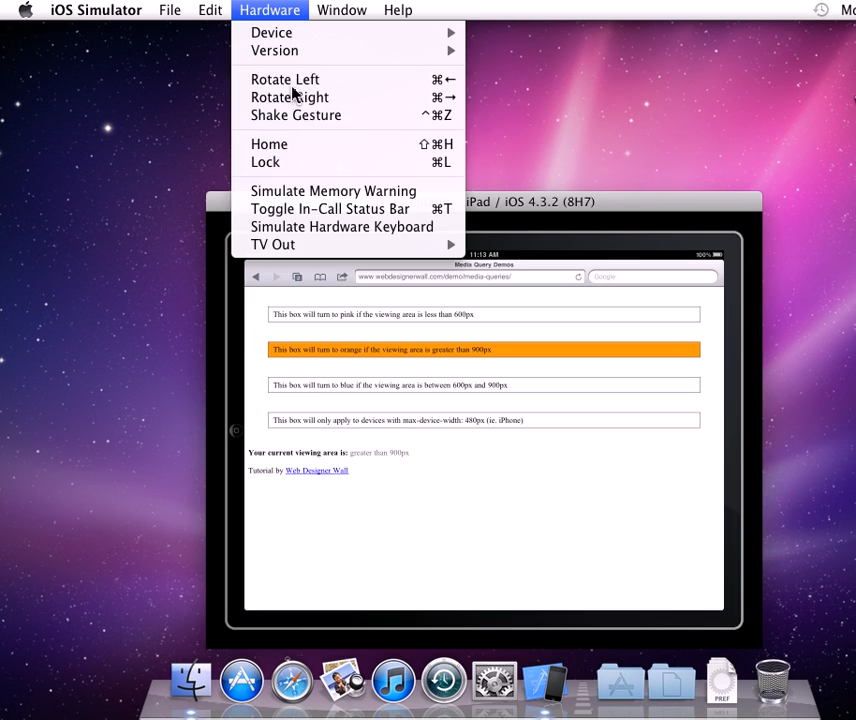 iOS Simulator File Edit Hardware Window Help
Device
Version
Rotate Left ⌘←
Rotate Right ⌘→
Shake Gesture ^⌘Z
Home ⇧⌘H
Lock ⌘L
Simulate Memory Warning
Toggle In-Call Status Bar ⌘T
Simulate Hardware Keyboard
TV Out
iPad / iOS 4.3.2 (8H7)
11:13 AM 100%
Media Query Demos
www.webdesignerwall.com/demo/media-queries/ Google
This box will turn to pink if the viewing area is less than 600px
This box will turn to orange if the viewing area is greater than 900px
This box will turn to blue if the viewing area is between 600px and 900px
This box will only apply to devices with max-device-width: 480px (ie. iPhone)
Your current viewing area is: greater than 900px
Tutorial by Web Designer Wall
PREF